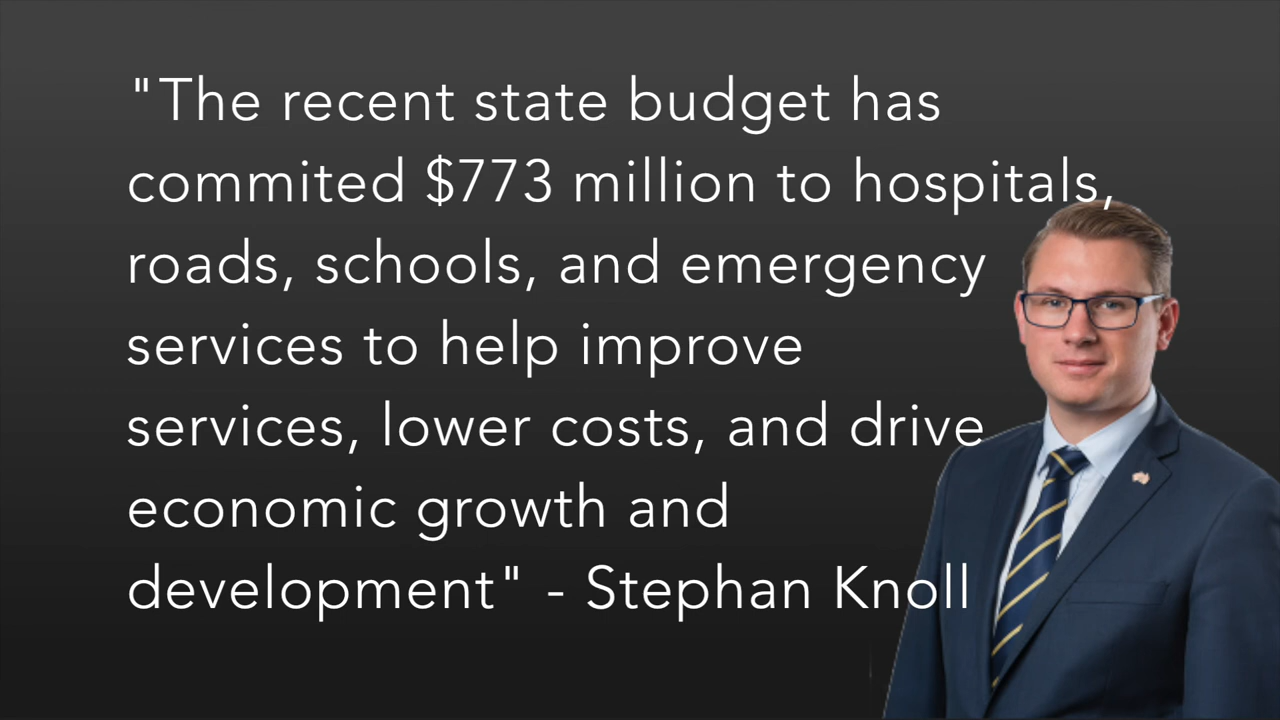 "The recent state budget has
commited $773 million to hospitals,
roads, schools, and emergency
services to help improve
services, lower costs, and drive
economic growth and
development" - Stephan Knoll